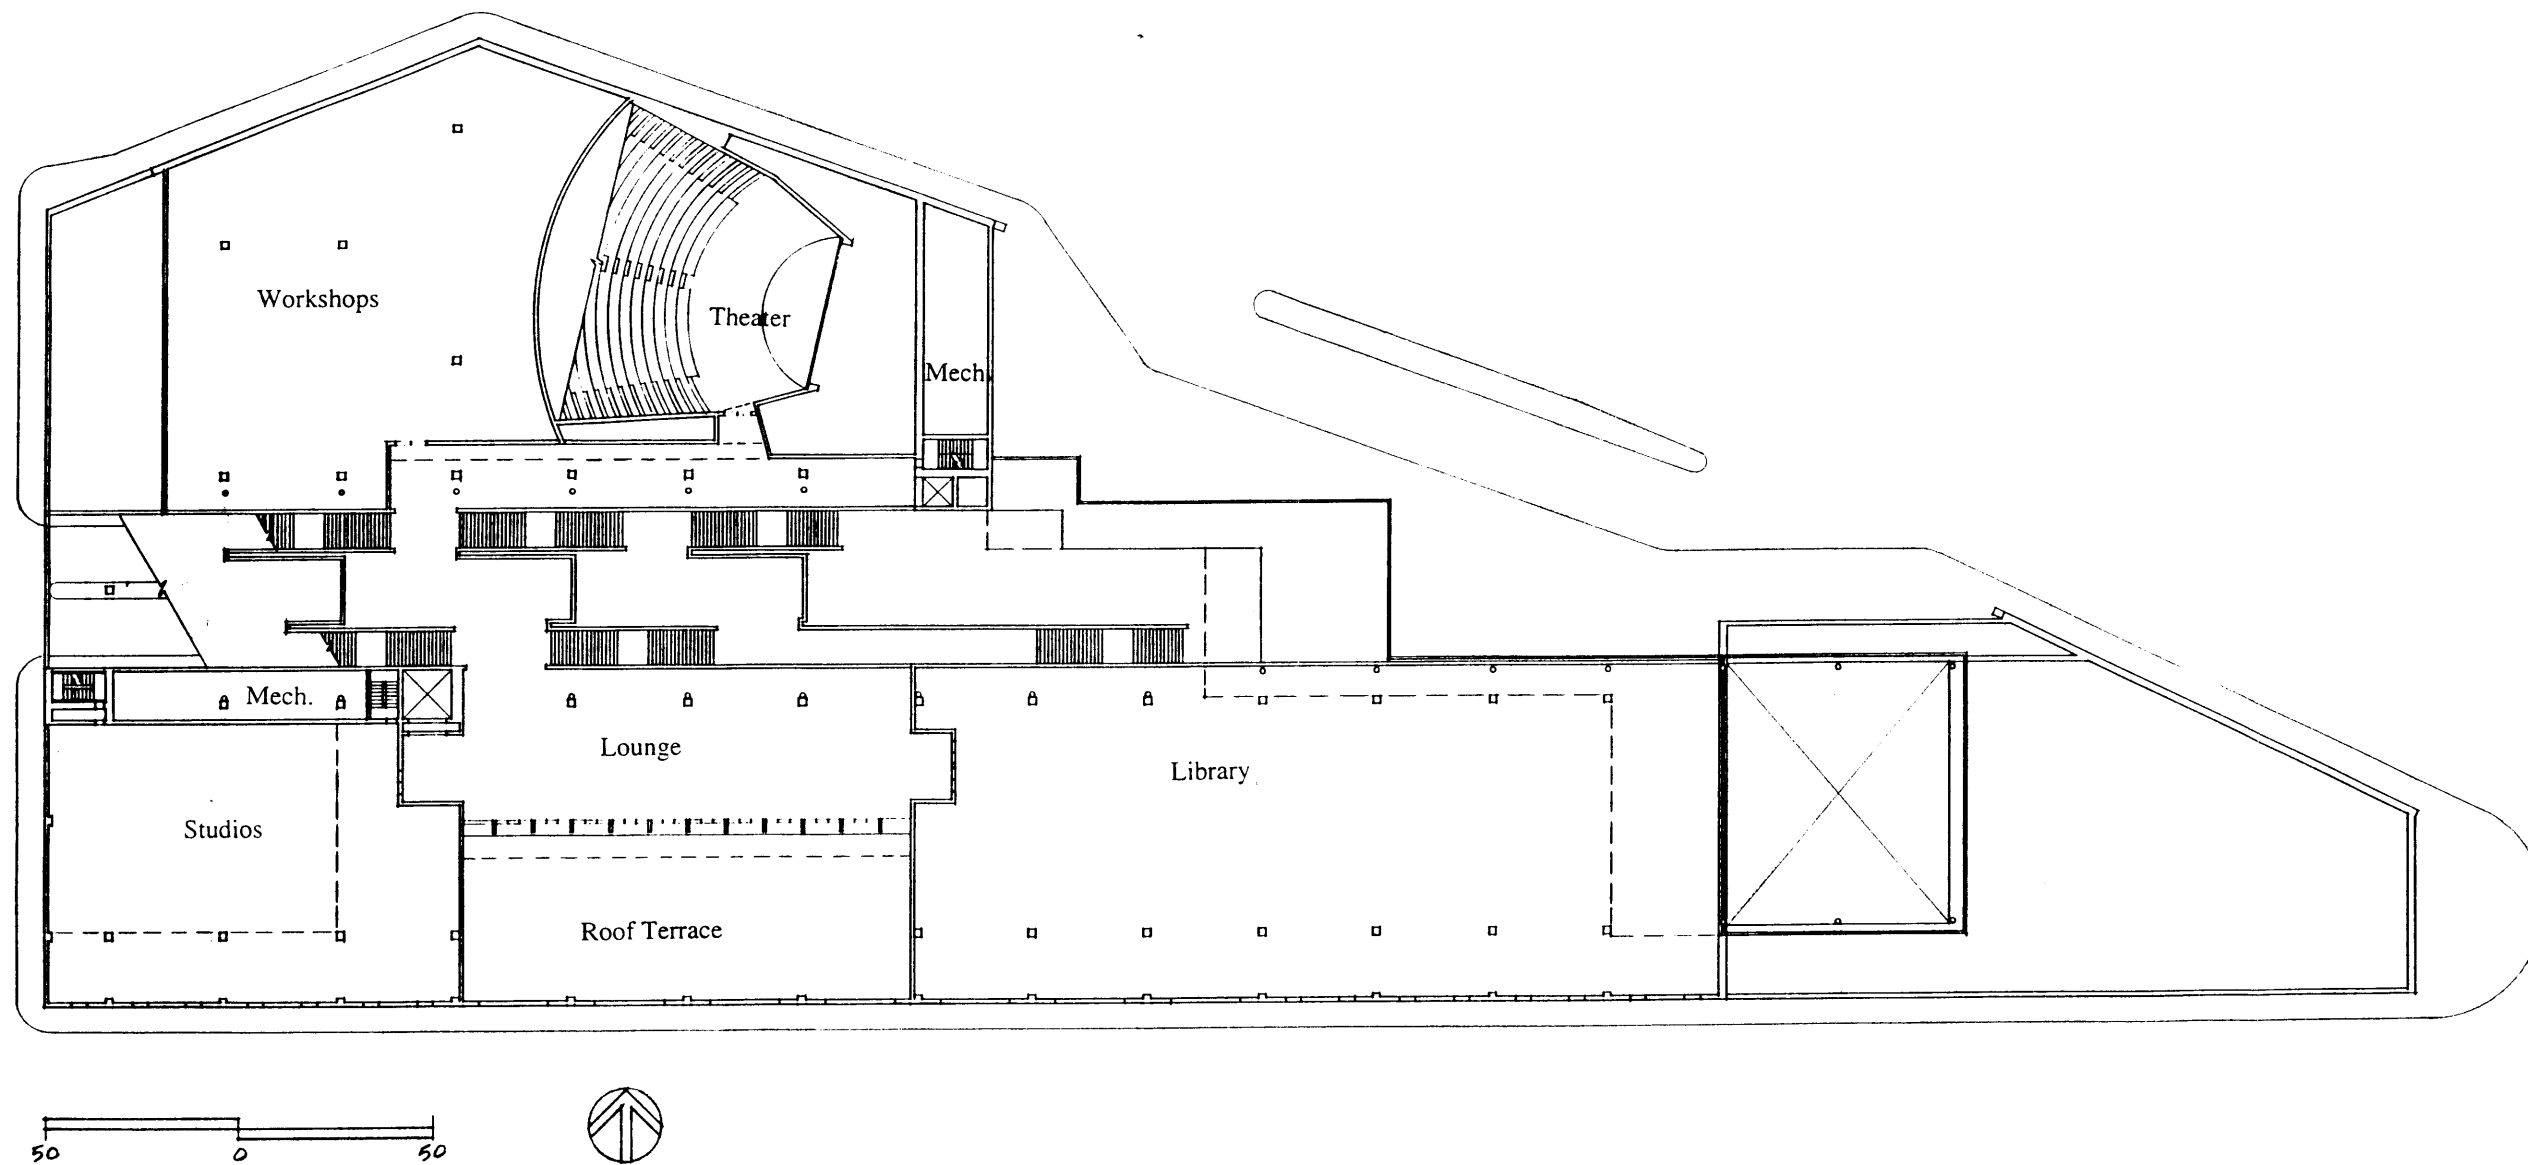 Workshops
Theater
Mech.
Mech.
Lounge
Library
Studios
Roof Terrace
50 0 50